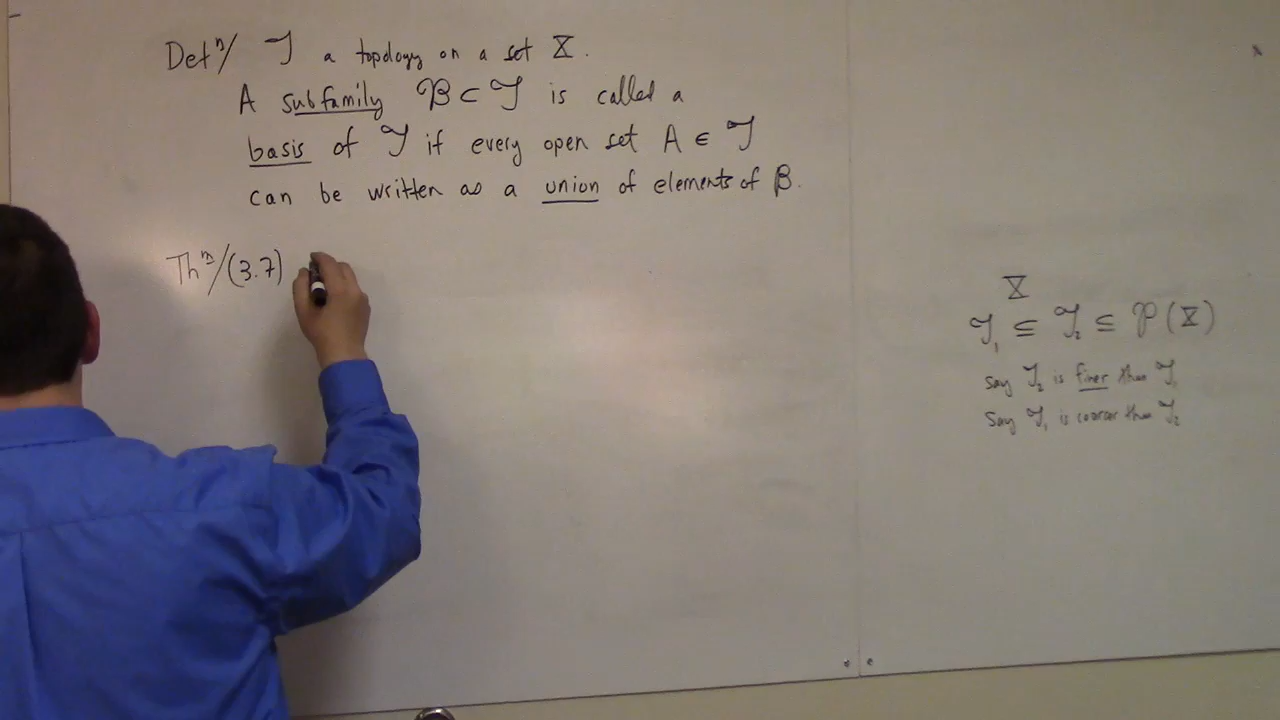 Defⁿ/ 𝒯 a topology on a set X.
A subfamily ℬ ⊂ 𝒯 is called a
basis of 𝒯 if every open set A ∈ 𝒯
can be written as a union of elements of β.
Thᵐ/(3.7)
X
𝒯₁ ⊆ 𝒯₂ ⊆ 𝒫(X)
say 𝒯₂ is finer than 𝒯₁
Say 𝒯₁ is coarser than 𝒯₂